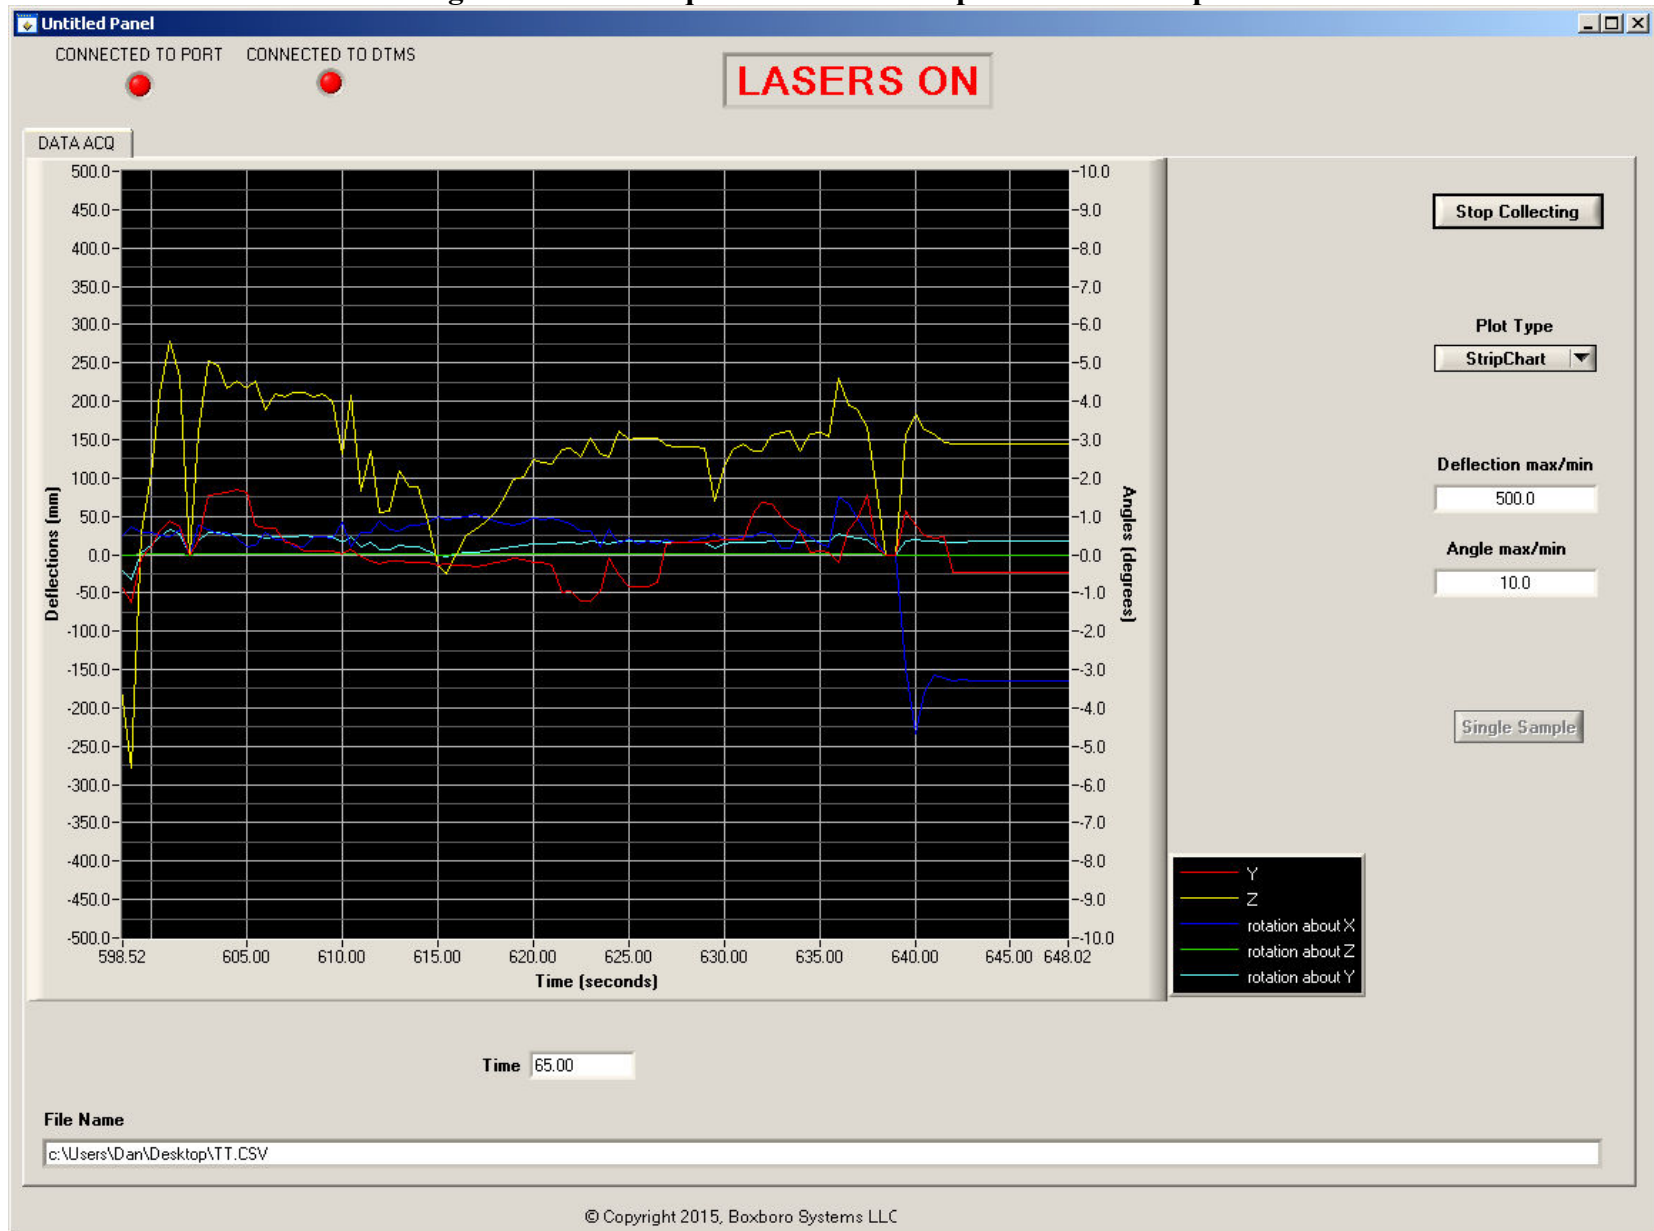 Untitled Panel
CONNECTED TO PORT CONNECTED TO DTMS
LASERS ON
DATA ACQ
500.0
450.0
400.0
350.0
300.0
250.0
200.0
150.0
100.0
50.0
0.0
-50.0
-100.0
-150.0
-200.0
-250.0
-300.0
-350.0
-400.0
-450.0
-500.0
Deflections (mm)
598.52 605.00 610.00 615.00 620.00 625.00 630.00 635.00 640.00 645.00 648.02
Time (seconds)
10.0
9.0
8.0
7.0
6.0
5.0
4.0
3.0
2.0
1.0
0.0
-1.0
-2.0
-3.0
-4.0
-5.0
-6.0
-7.0
-8.0
-9.0
-10.0
Angles (degrees)
Stop Collecting
Plot Type
StripChart
Deflection max/min
500.0
Angle max/min
10.0
Single Sample
Y
Z
rotation about X
rotation about Z
rotation about Y
Time 65.00
File Name
c:\Users\Dan\Desktop\TT.CSV
© Copyright 2015, Boxboro Systems LLC